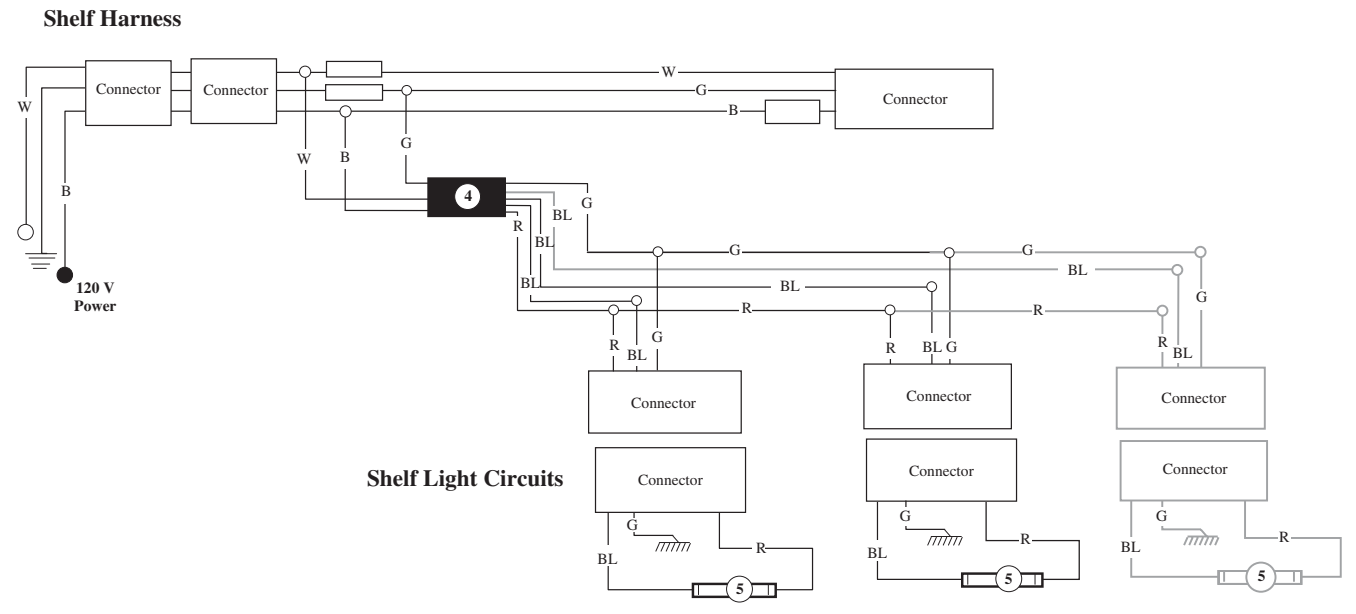 Shelf Harness
W
Connector
Connector
G
Connector
W
B
G
W
B
B
4
G
BL
R
BL
G
G
BL
120 V
Power
BL
BL
G
R
R
G
R
BL
R
BL G
R
BL
Connector
Connector
Connector
Shelf Light Circuits
Connector
Connector
Connector
G
G
G
R
R
R
BL
BL
BL
5
5
5